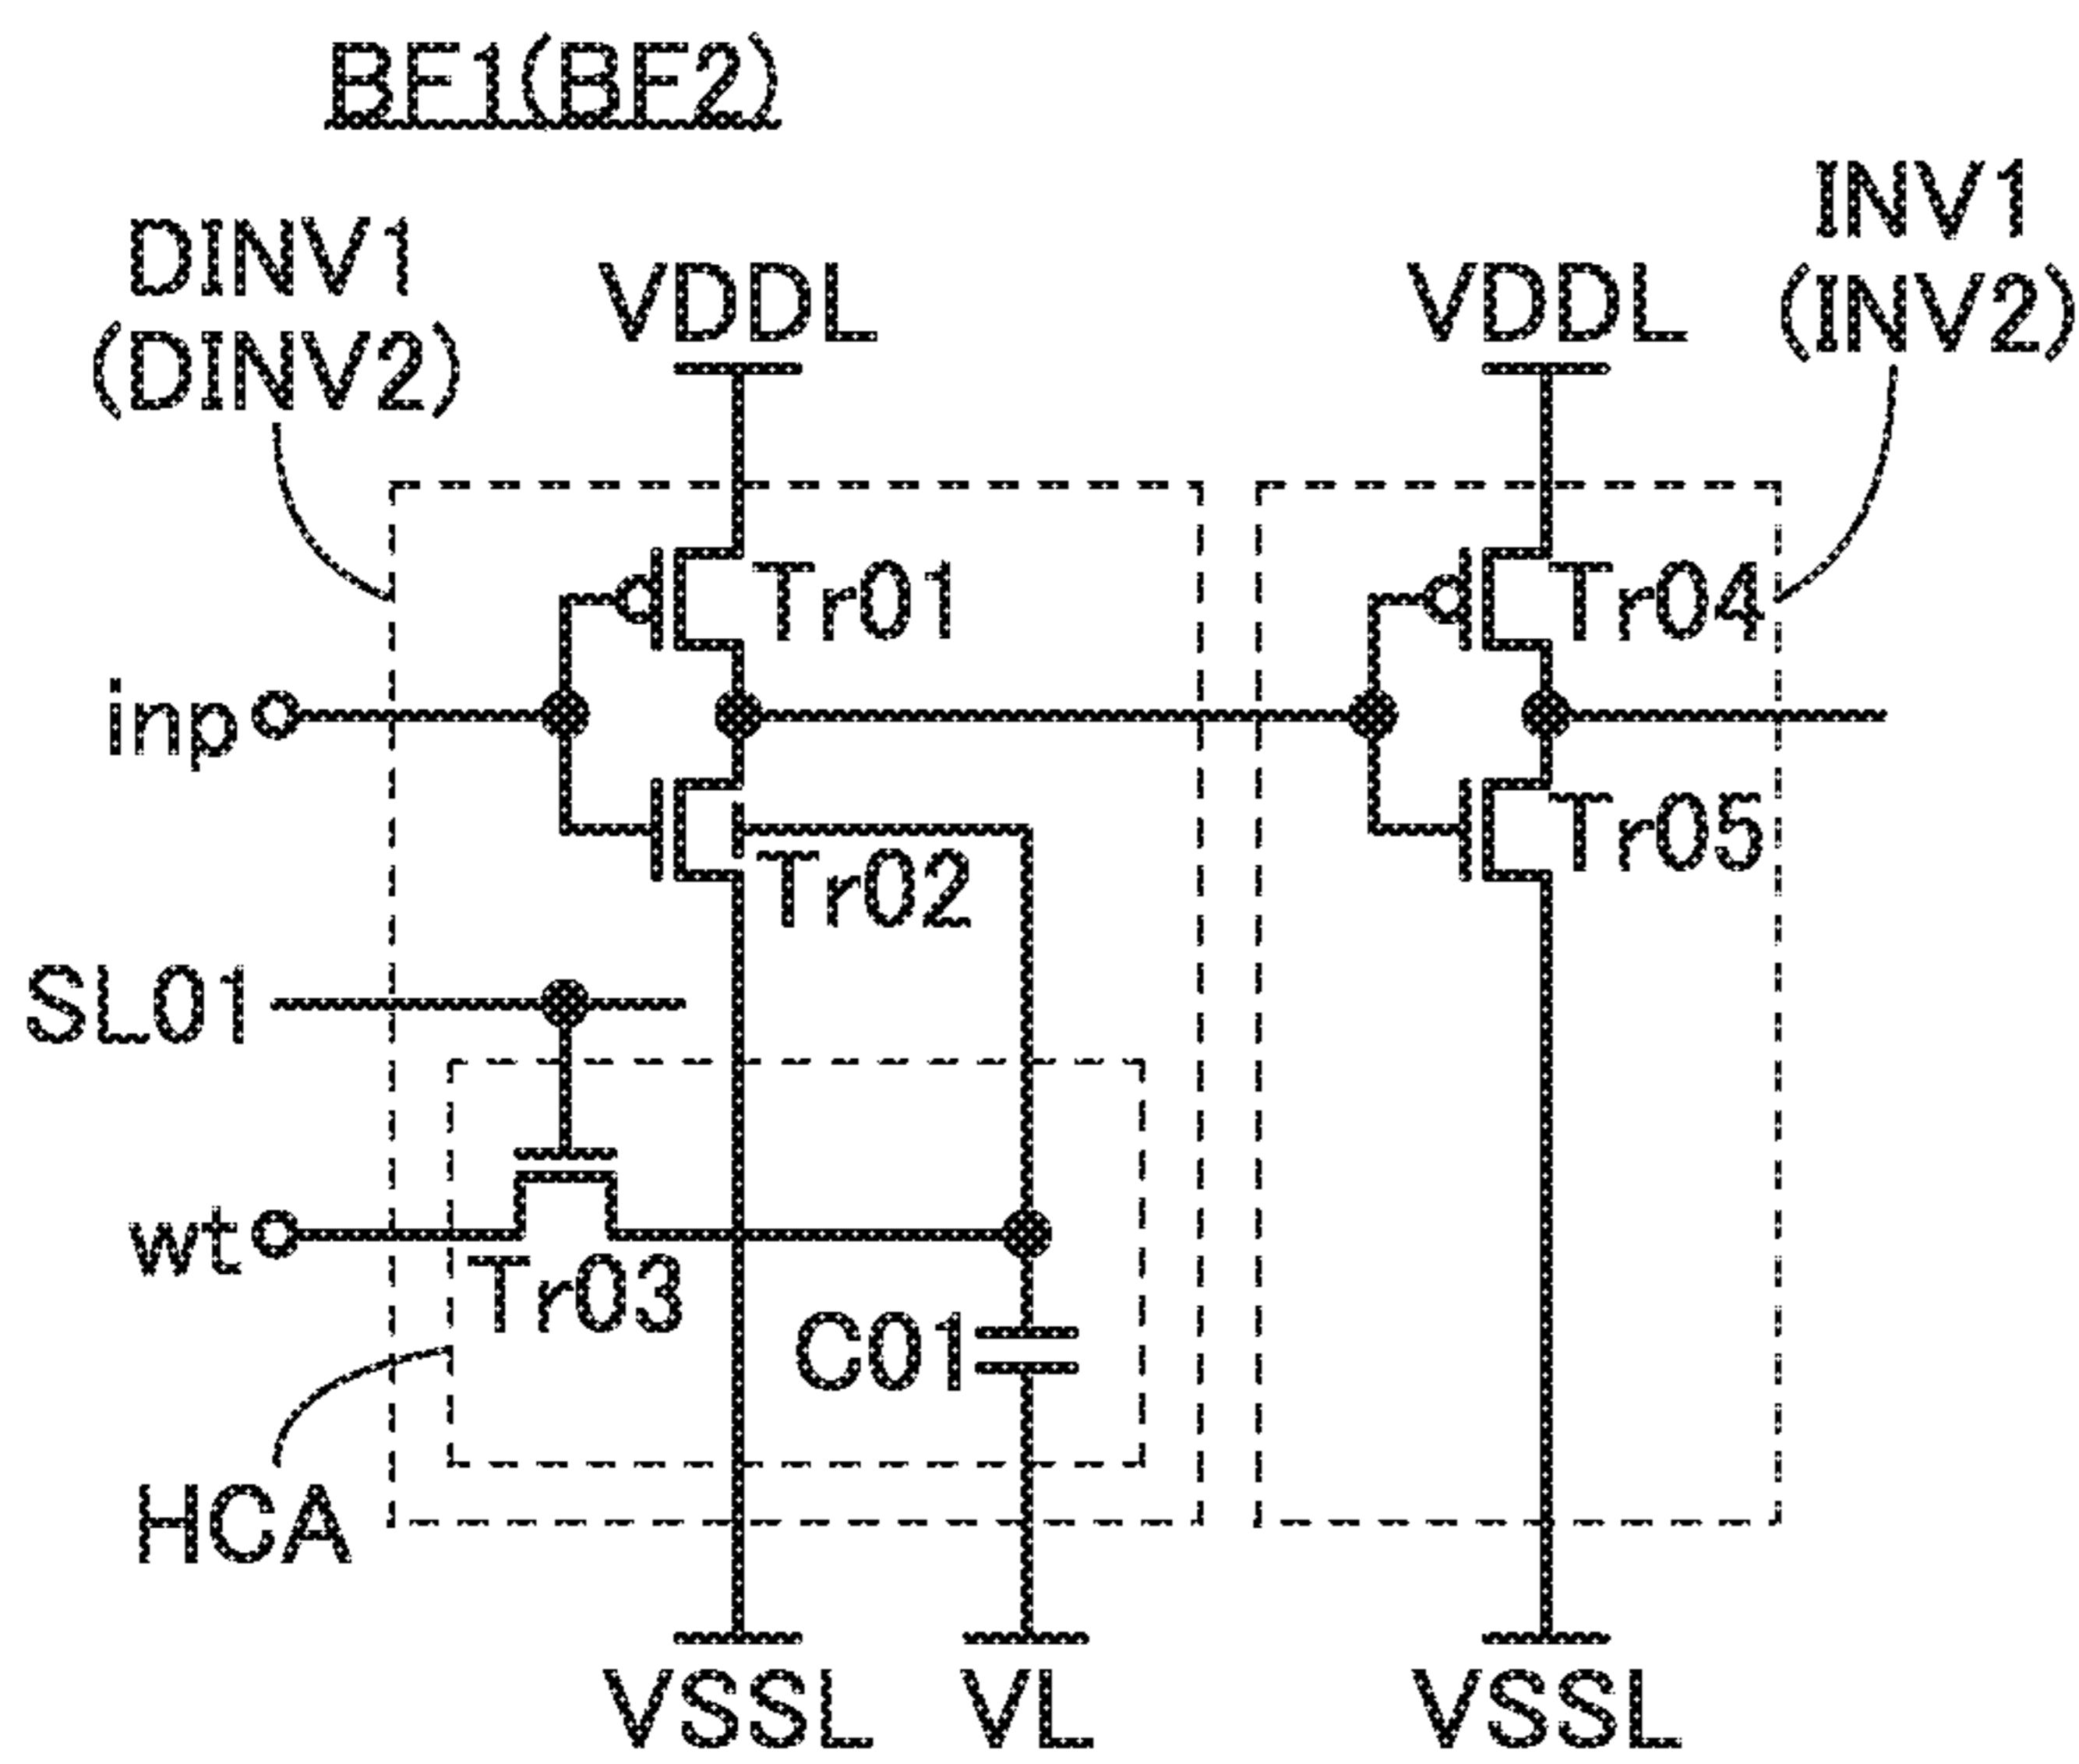 BF1(BF2)
DINV1
(DINV2)
VDDL
VDDL
INV1
(INV2)
Tr01
Tr04
inp
Tr02
Tr05
SL01
wt
Tr03
C01
HCA
VSSL
VL
VSSL